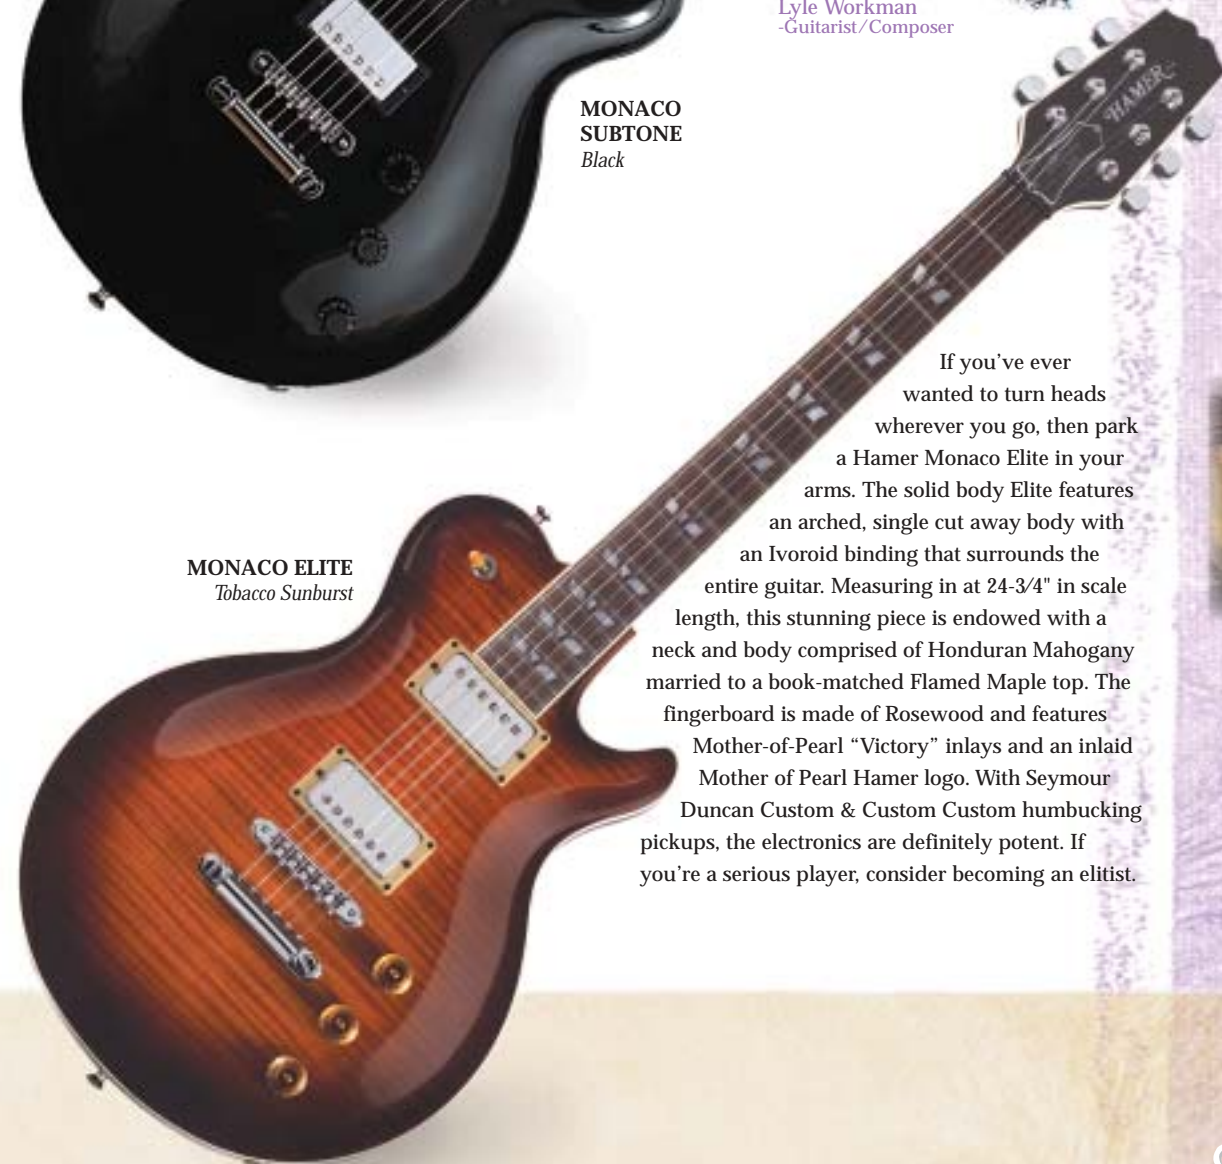 Lyle Workman
-Guitarist/Composer
MONACO
SUBTONE
Black
HAMER
If you’ve ever
wanted to turn heads
wherever you go, then park
a Hamer Monaco Elite in your
arms. The solid body Elite features
an arched, single cut away body with
an Ivoroid binding that surrounds the
entire guitar. Measuring in at 24-3/4" in scale
length, this stunning piece is endowed with a
neck and body comprised of Honduran Mahogany
married to a book-matched Flamed Maple top. The
fingerboard is made of Rosewood and features
Mother-of-Pearl “Victory” inlays and an inlaid
Mother of Pearl Hamer logo. With Seymour
Duncan Custom & Custom Custom humbucking
pickups, the electronics are definitely potent. If
you’re a serious player, consider becoming an elitist.
MONACO ELITE
Tobacco Sunburst